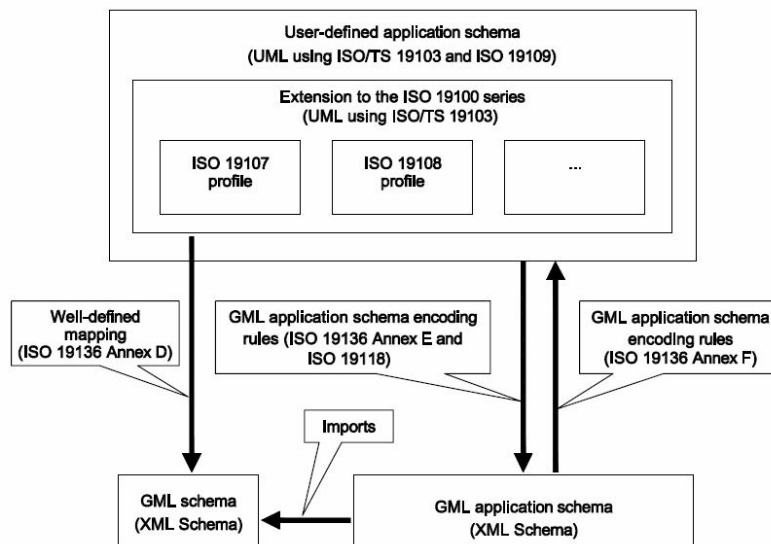 User-defined application schema
(UML using ISO/TS 19103 and ISO 19109)
Extension to the ISO 19100 series
(UML using ISO/TS 19103)
ISO 19107
profile
ISO 19108
profile
...
Well-defined
mapping
(ISO 19136 Annex D)
GML application schema encoding
rules (ISO 19136 Annex E and
ISO 19118)
GML application schema
encoding rules
(ISO 19136 Annex F)
Imports
GML schema
(XML Schema)
GML application schema
(XML Schema)